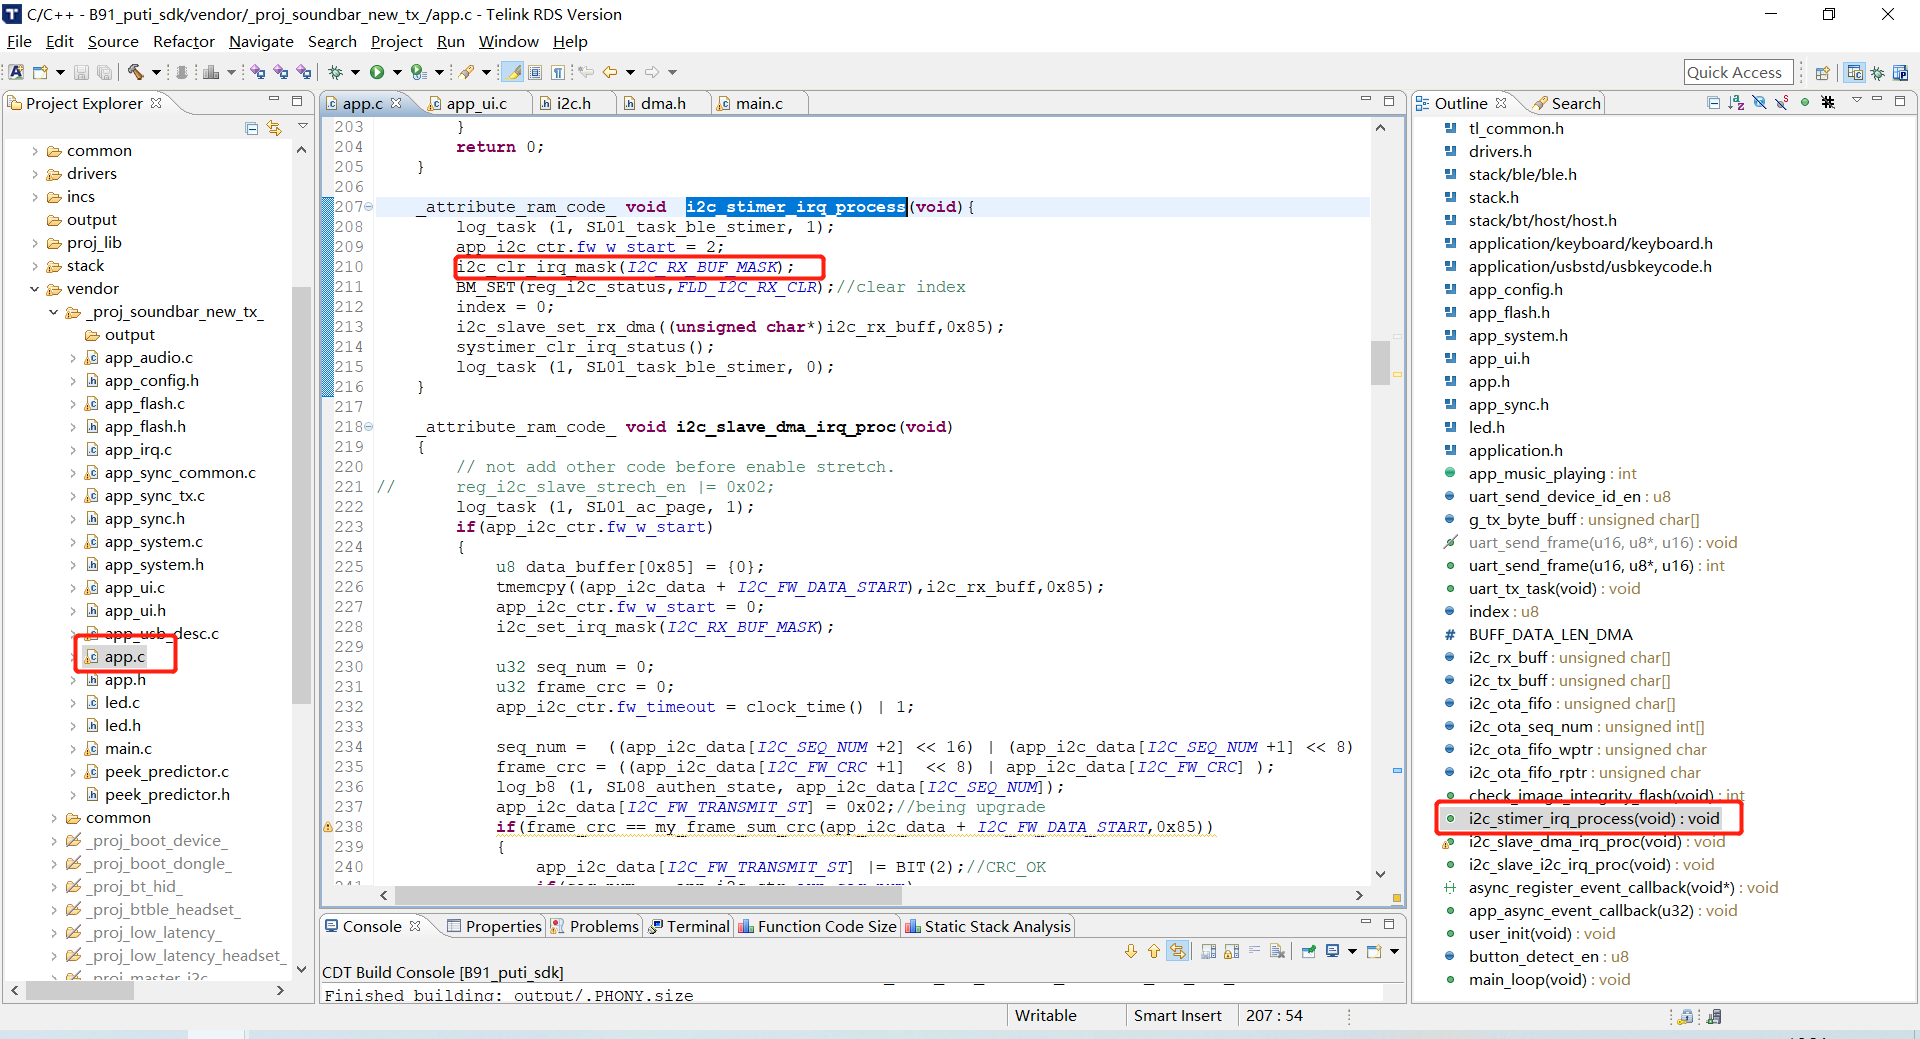 C/C++ - B91_puti_sdk/vendor/_proj_soundbar_new_tx_/app.c - Telink RDS Version
File Edit Source Refactor Navigate Search Project Run Window Help
Quick Access
Project Explorer
common
drivers
incs
output
proj_lib
stack
vendor
_proj_soundbar_new_tx_
output
app_audio.c
app_config.h
app_flash.c
app_flash.h
app_irq.c
app_sync_common.c
app_sync_tx.c
app_sync.h
app_system.c
app_system.h
app_ui.c
app_ui.h
app_usb_desc.c
app.c
app.h
led.c
led.h
main.c
peek_predictor.c
peek_predictor.h
common
_proj_boot_device_
_proj_boot_dongle_
_proj_bt_hid_
_proj_btble_headset_
_proj_low_latency_
_proj_low_latency_headset_
_proj_master_i2c_
app.c app_ui.c i2c.h dma.h main.c
203 }
204 return 0;
205 }
206
207 _attribute_ram_code_ void i2c_stimer_irq_process(void){
208 log_task (1, SL01_task_ble_stimer, 1);
209 app_i2c_ctr.fw_w_start = 2;
210 i2c_clr_irq_mask(I2C_RX_BUF_MASK);
211 BM_SET(reg_i2c_status,FLD_I2C_RX_CLR);//clear index
212 index = 0;
213 i2c_slave_set_rx_dma((unsigned char*)i2c_rx_buff,0x85);
214 systimer_clr_irq_status();
215 log_task (1, SL01_task_ble_stimer, 0);
216 }
217
218 _attribute_ram_code_ void i2c_slave_dma_irq_proc(void)
219 {
220 // not add other code before enable stretch.
221 // reg_i2c_slave_strech_en |= 0x02;
222 log_task (1, SL01_ac_page, 1);
223 if(app_i2c_ctr.fw_w_start)
224 {
225 u8 data_buffer[0x85] = {0};
226 tmemcpy((app_i2c_data + I2C_FW_DATA_START),i2c_rx_buff,0x85);
227 app_i2c_ctr.fw_w_start = 0;
228 i2c_set_irq_mask(I2C_RX_BUF_MASK);
229
230 u32 seq_num = 0;
231 u32 frame_crc = 0;
232 app_i2c_ctr.fw_timeout = clock_time() | 1;
233
234 seq_num = ((app_i2c_data[I2C_SEQ_NUM +2] << 16) | (app_i2c_data[I2C_SEQ_NUM +1] << 8)
235 frame_crc = ((app_i2c_data[I2C_FW_CRC +1] << 8) | app_i2c_data[I2C_FW_CRC] );
236 log_b8 (1, SL08_authen_state, app_i2c_data[I2C_SEQ_NUM]);
237 app_i2c_data[I2C_FW_TRANSMIT_ST] = 0x02;//being upgrade
238 if(frame_crc == my_frame_sum_crc(app_i2c_data + I2C_FW_DATA_START,0x85))
239 {
240 app_i2c_data[I2C_FW_TRANSMIT_ST] |= BIT(2);//CRC_OK
Outline Search
tl_common.h
drivers.h
stack/ble/ble.h
stack.h
stack/bt/host/host.h
application/keyboard/keyboard.h
application/usbstd/usbkeycode.h
app_config.h
app_flash.h
app_system.h
app_ui.h
app.h
app_sync.h
led.h
application.h
app_music_playing : int
uart_send_device_id_en : u8
g_tx_byte_buff : unsigned char[]
uart_send_frame(u16, u8*, u16) : void
uart_send_frame(u16, u8*, u16) : int
uart_tx_task(void) : void
index : u8
# BUFF_DATA_LEN_DMA
i2c_rx_buff : unsigned char[]
i2c_tx_buff : unsigned char[]
i2c_ota_fifo : unsigned char[]
i2c_ota_seq_num : unsigned int[]
i2c_ota_fifo_wptr : unsigned char
i2c_ota_fifo_rptr : unsigned char
check_image_integrity_flash(void) : int
i2c_stimer_irq_process(void) : void
i2c_slave_dma_irq_proc(void) : void
i2c_slave_i2c_irq_proc(void) : void
async_register_event_callback(void*) : void
app_async_event_callback(u32) : void
user_init(void) : void
button_detect_en : u8
main_loop(void) : void
Console Properties Problems Terminal Function Code Size Static Stack Analysis
CDT Build Console [B91_puti_sdk]
Finished building: output/.PHONY.size
Writable Smart Insert 207 : 54